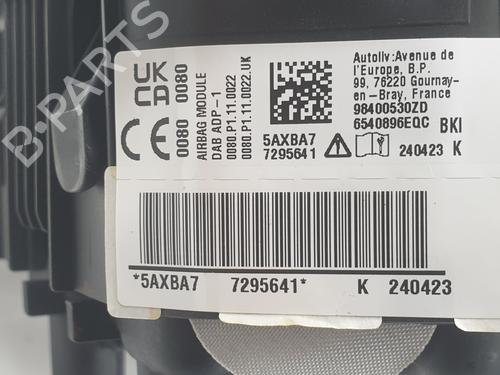 B-PARTS
UK
CA
0080
0080
CE
0080
0080
AIRBAG MODULE
DAB ADP-1
0080.P1.11.0022
0080.P1.11.0022.UK
5AXBA7
7295641
Autoliv:Avenue de
l'Europe, B.P.
99, 76220 Gournay-
en-Bray, France
98400530ZD
6540896EQC BKI
240423 K
*5AXBA7 7295641* K 240423